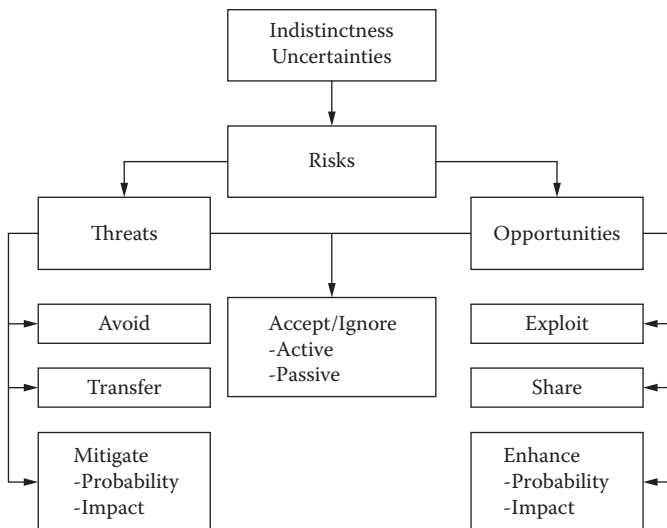 Indistinctness
Uncertainties
Risks
Threats
Opportunities
Avoid
Accept/Ignore
-Active
-Passive
Exploit
Transfer
Share
Mitigate
-Probability
-Impact
Enhance
-Probability
-Impact